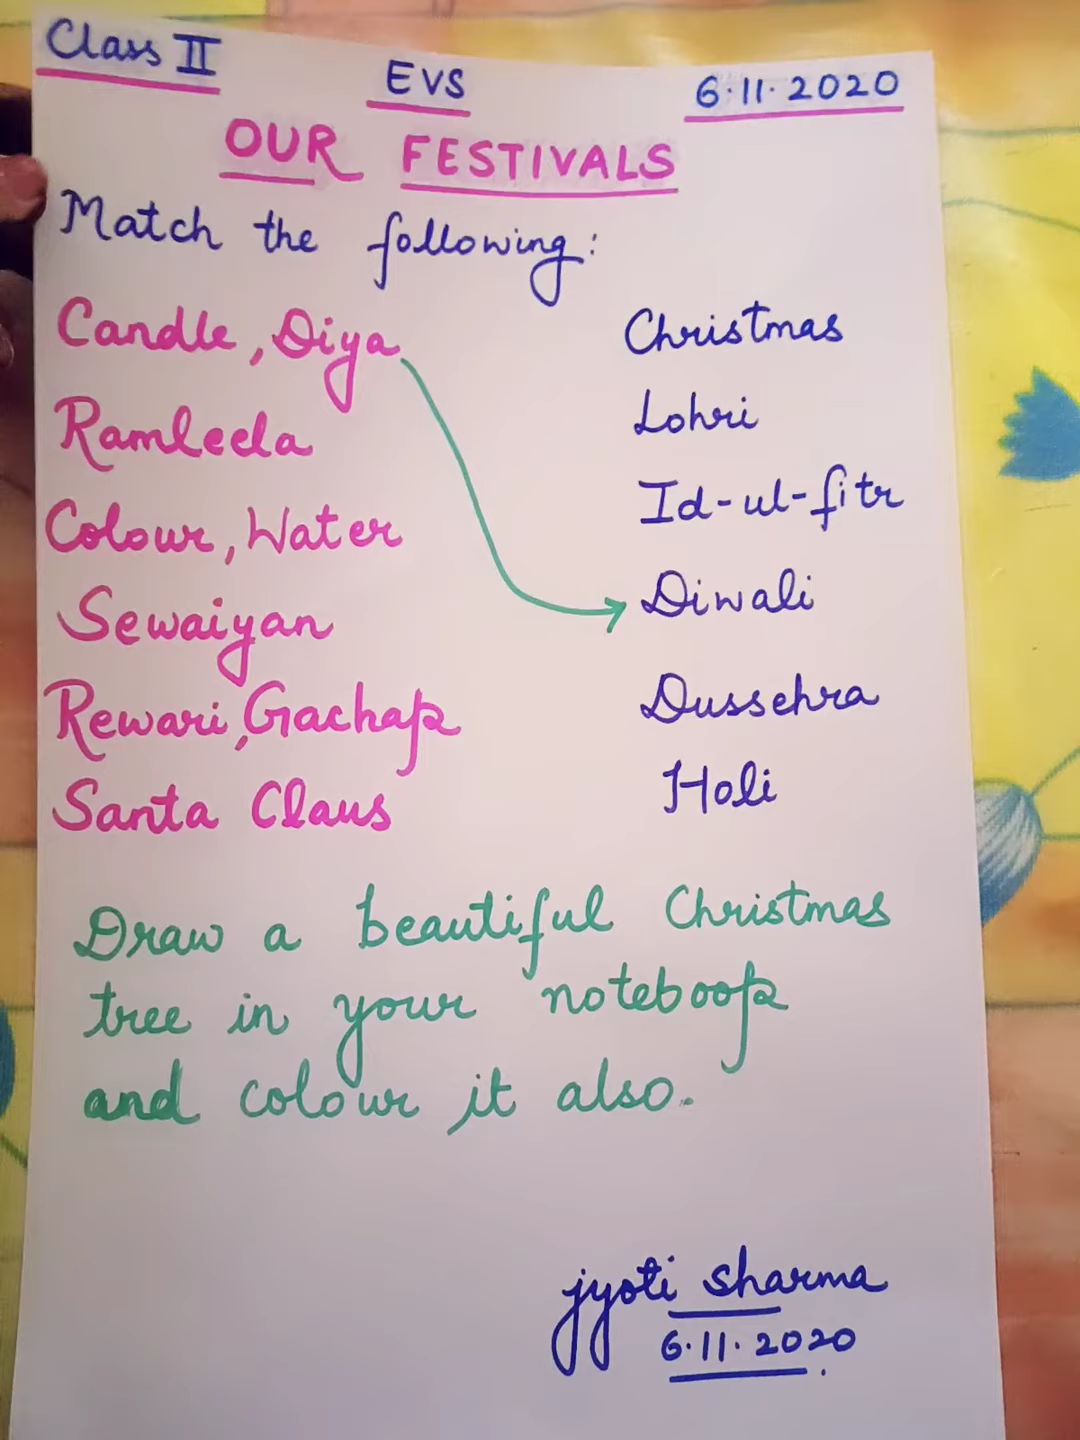 Class II EVS 6.11.2020
OUR FESTIVALS
Match the following:
Candle, Diya Christmas
Ramleela Lohri
Colour, Water Id-ul-fitr
Sewaiyan Diwali
Rewari, Gachak Dussehra
Santa Claus Holi
Draw a beautiful Christmas
tree in your notebook
and colour it also.
jyoti sharma
6.11.2020